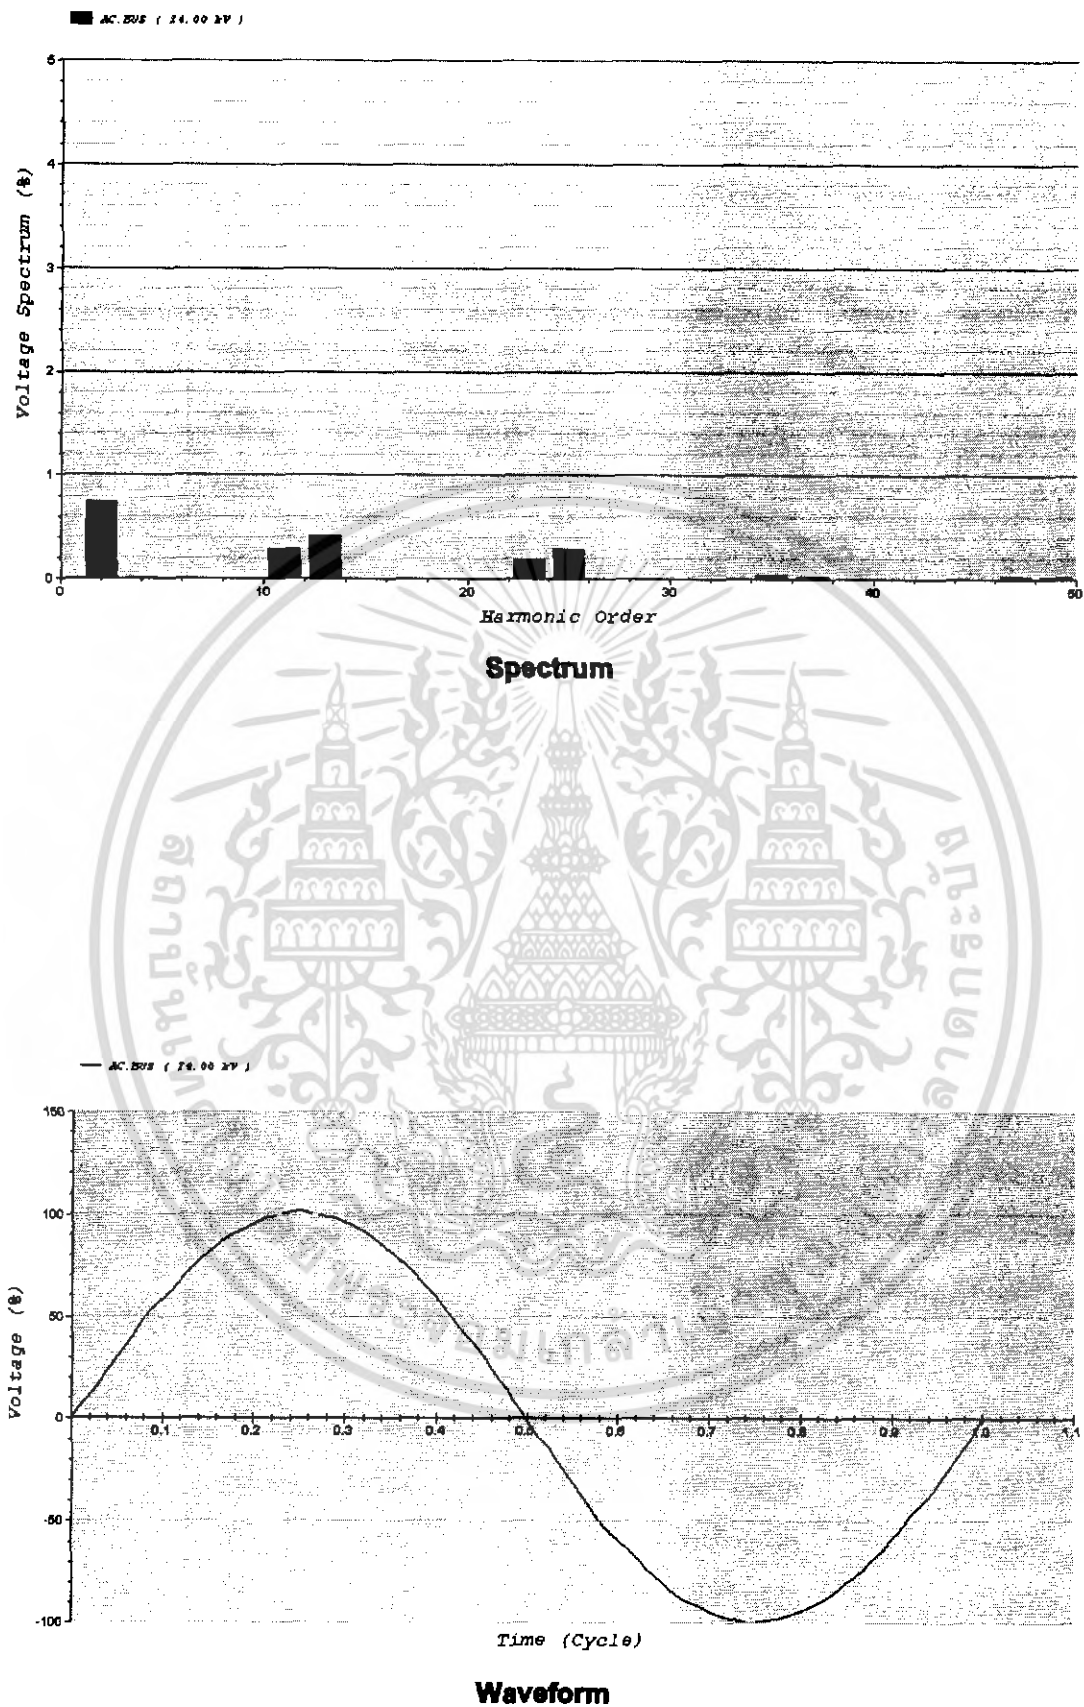 AC.BUS ( 24.00 kV )
5
4
3
2
1
0
Voltage Spectrum (%)
0 10 20 30 40 50
Harmonic Order
Spectrum
AC.BUS ( 24.00 kV )
150
100
50
0
-50
-100
Voltage (%)
0.1 0.2 0.3 0.4 0.5 0.6 0.7 0.8 0.9 1.0 1.1
Time (Cycle)
Waveform